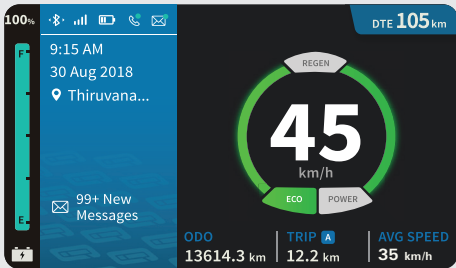 100%
DTE 105 km
F
9:15 AM
30 Aug 2018
Thiruvana...
REGEN
45
km/h
99+ New
Messages
ECO
POWER
E
ODO
TRIP A
AVG SPEED
13614.3 km
12.2 km
35 km/h